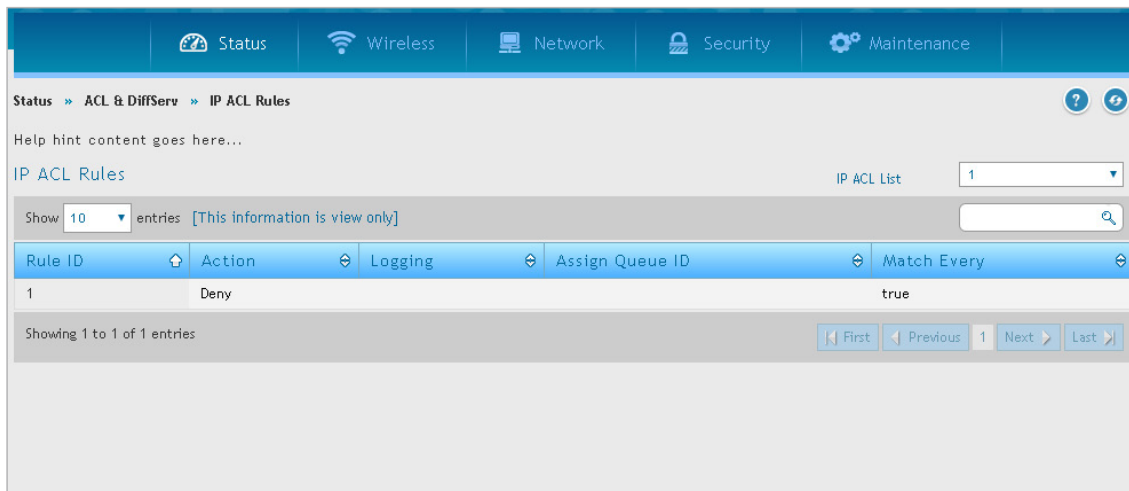 Status Wireless Network Security Maintenance
Status » ACL & DiffServ » IP ACL Rules
?
Help hint content goes here...
IP ACL Rules
IP ACL List 1
Show 10 entries [This information is view only]
Rule ID Action Logging Assign Queue ID Match Every
1 Deny true
Showing 1 to 1 of 1 entries
First Previous 1 Next Last